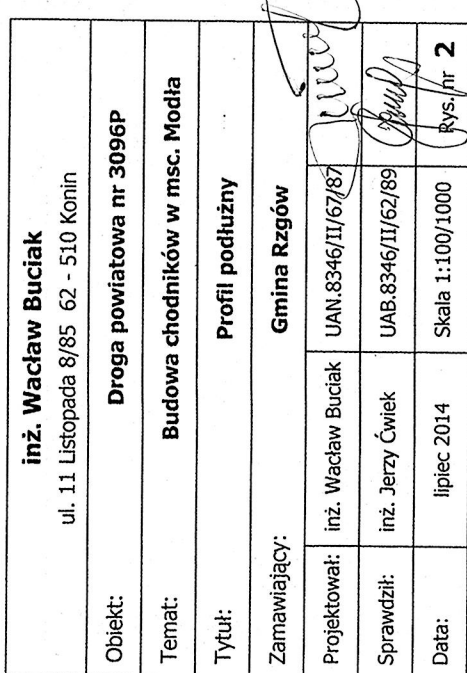 inż. Wacław Buciak
ul. 11 Listopada 8/85 62 - 510 Konin
Obiekt: Droga powiatowa nr 3096P
Temat: Budowa chodników w msc. Modła
Tytuł: Profil podłużny
Zamawiający: Gmina Rzgów
Projektował: inż. Wacław Buciak UAN.8346/II/67/87
Sprawdził: inż. Jerzy Ćwiek UAB.8346/II/62/89
Data: lipiec 2014 Skala 1:100/1000 Rys. nr 2